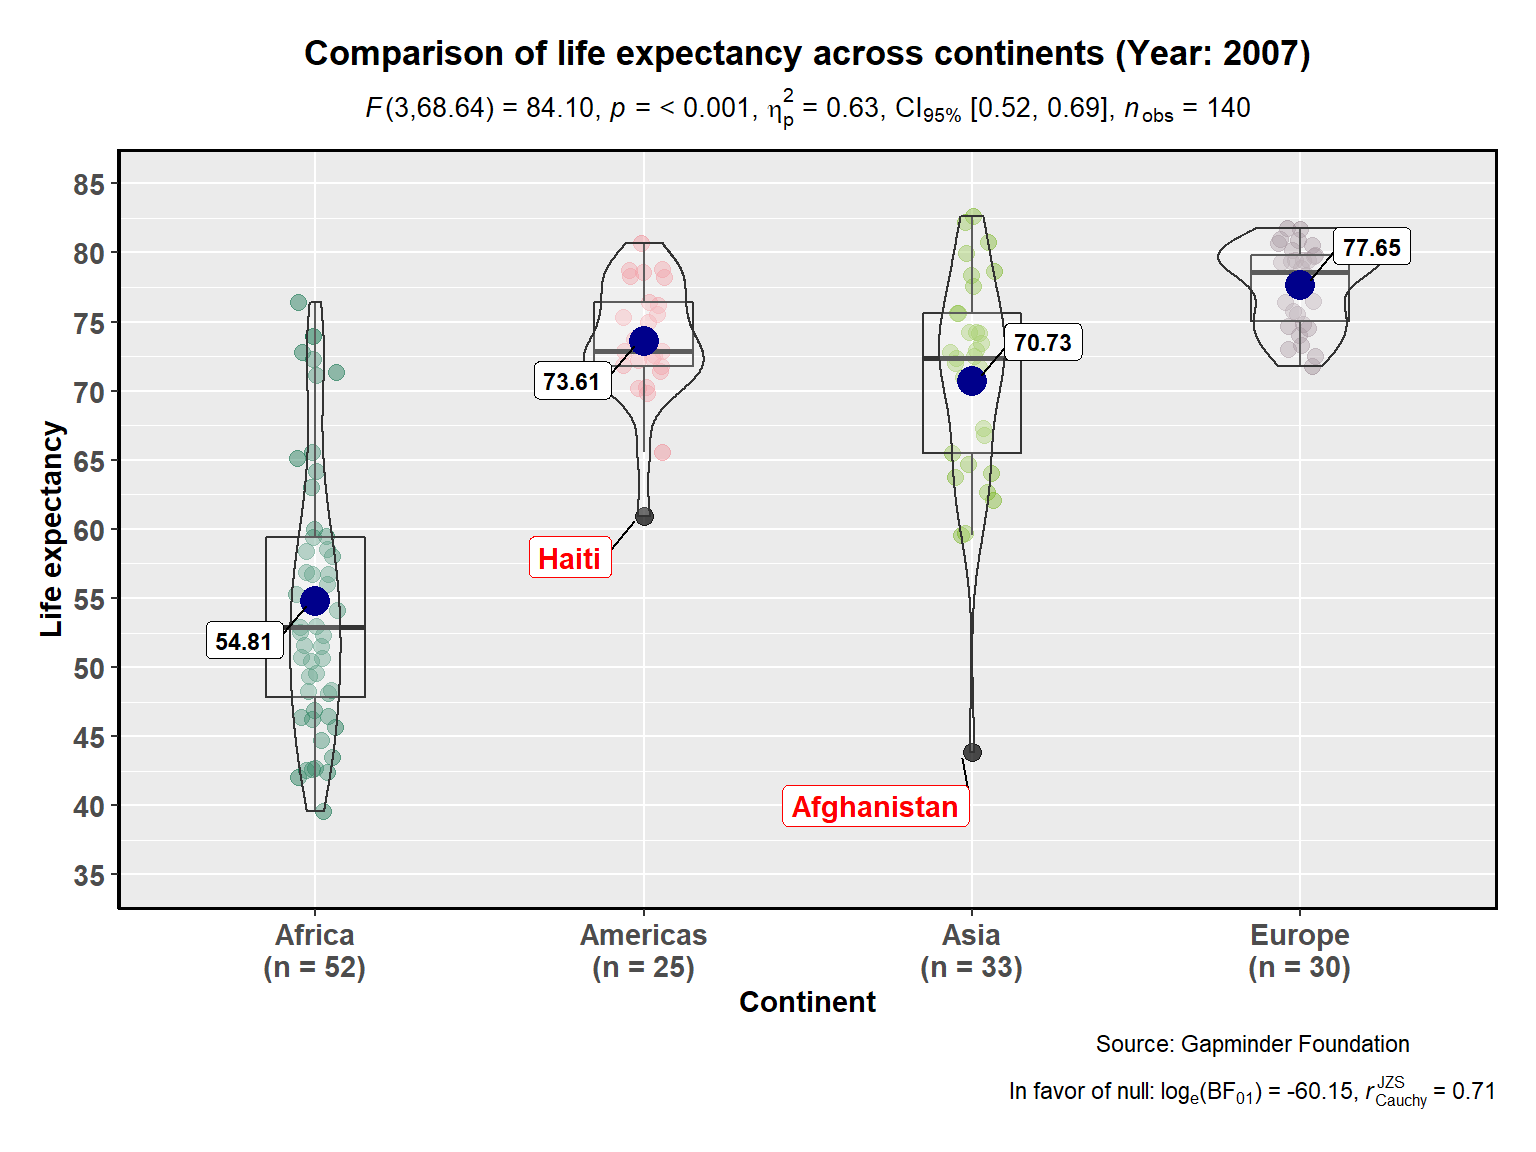 Comparison of life expectancy across continents (Year: 2007)
F(3,68.64) = 84.10, p = < 0.001, η²ₚ = 0.63, CI95% [0.52, 0.69], nobs = 140
Life expectancy
85
80
75
70
65
60
55
50
45
40
35
77.65
70.73
73.61
Haiti
54.81
Afghanistan
Africa Americas Asia Europe
(n = 52) (n = 25) (n = 33) (n = 30)
Continent
Source: Gapminder Foundation
In favor of null: loge(BF01) = -60.15, r JZS Cauchy = 0.71